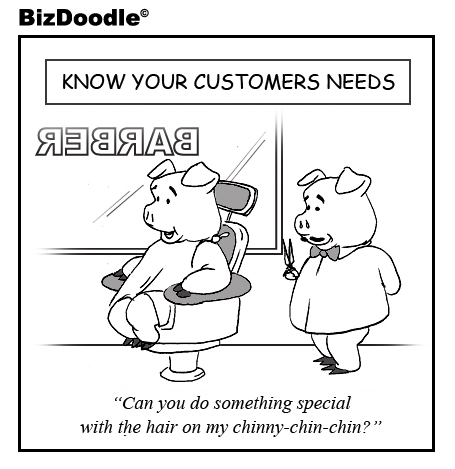 BizDoodle©
KNOW YOUR CUSTOMERS NEEDS
BARBER
“Can you do something special
with the hair on my chinny-chin-chin?”